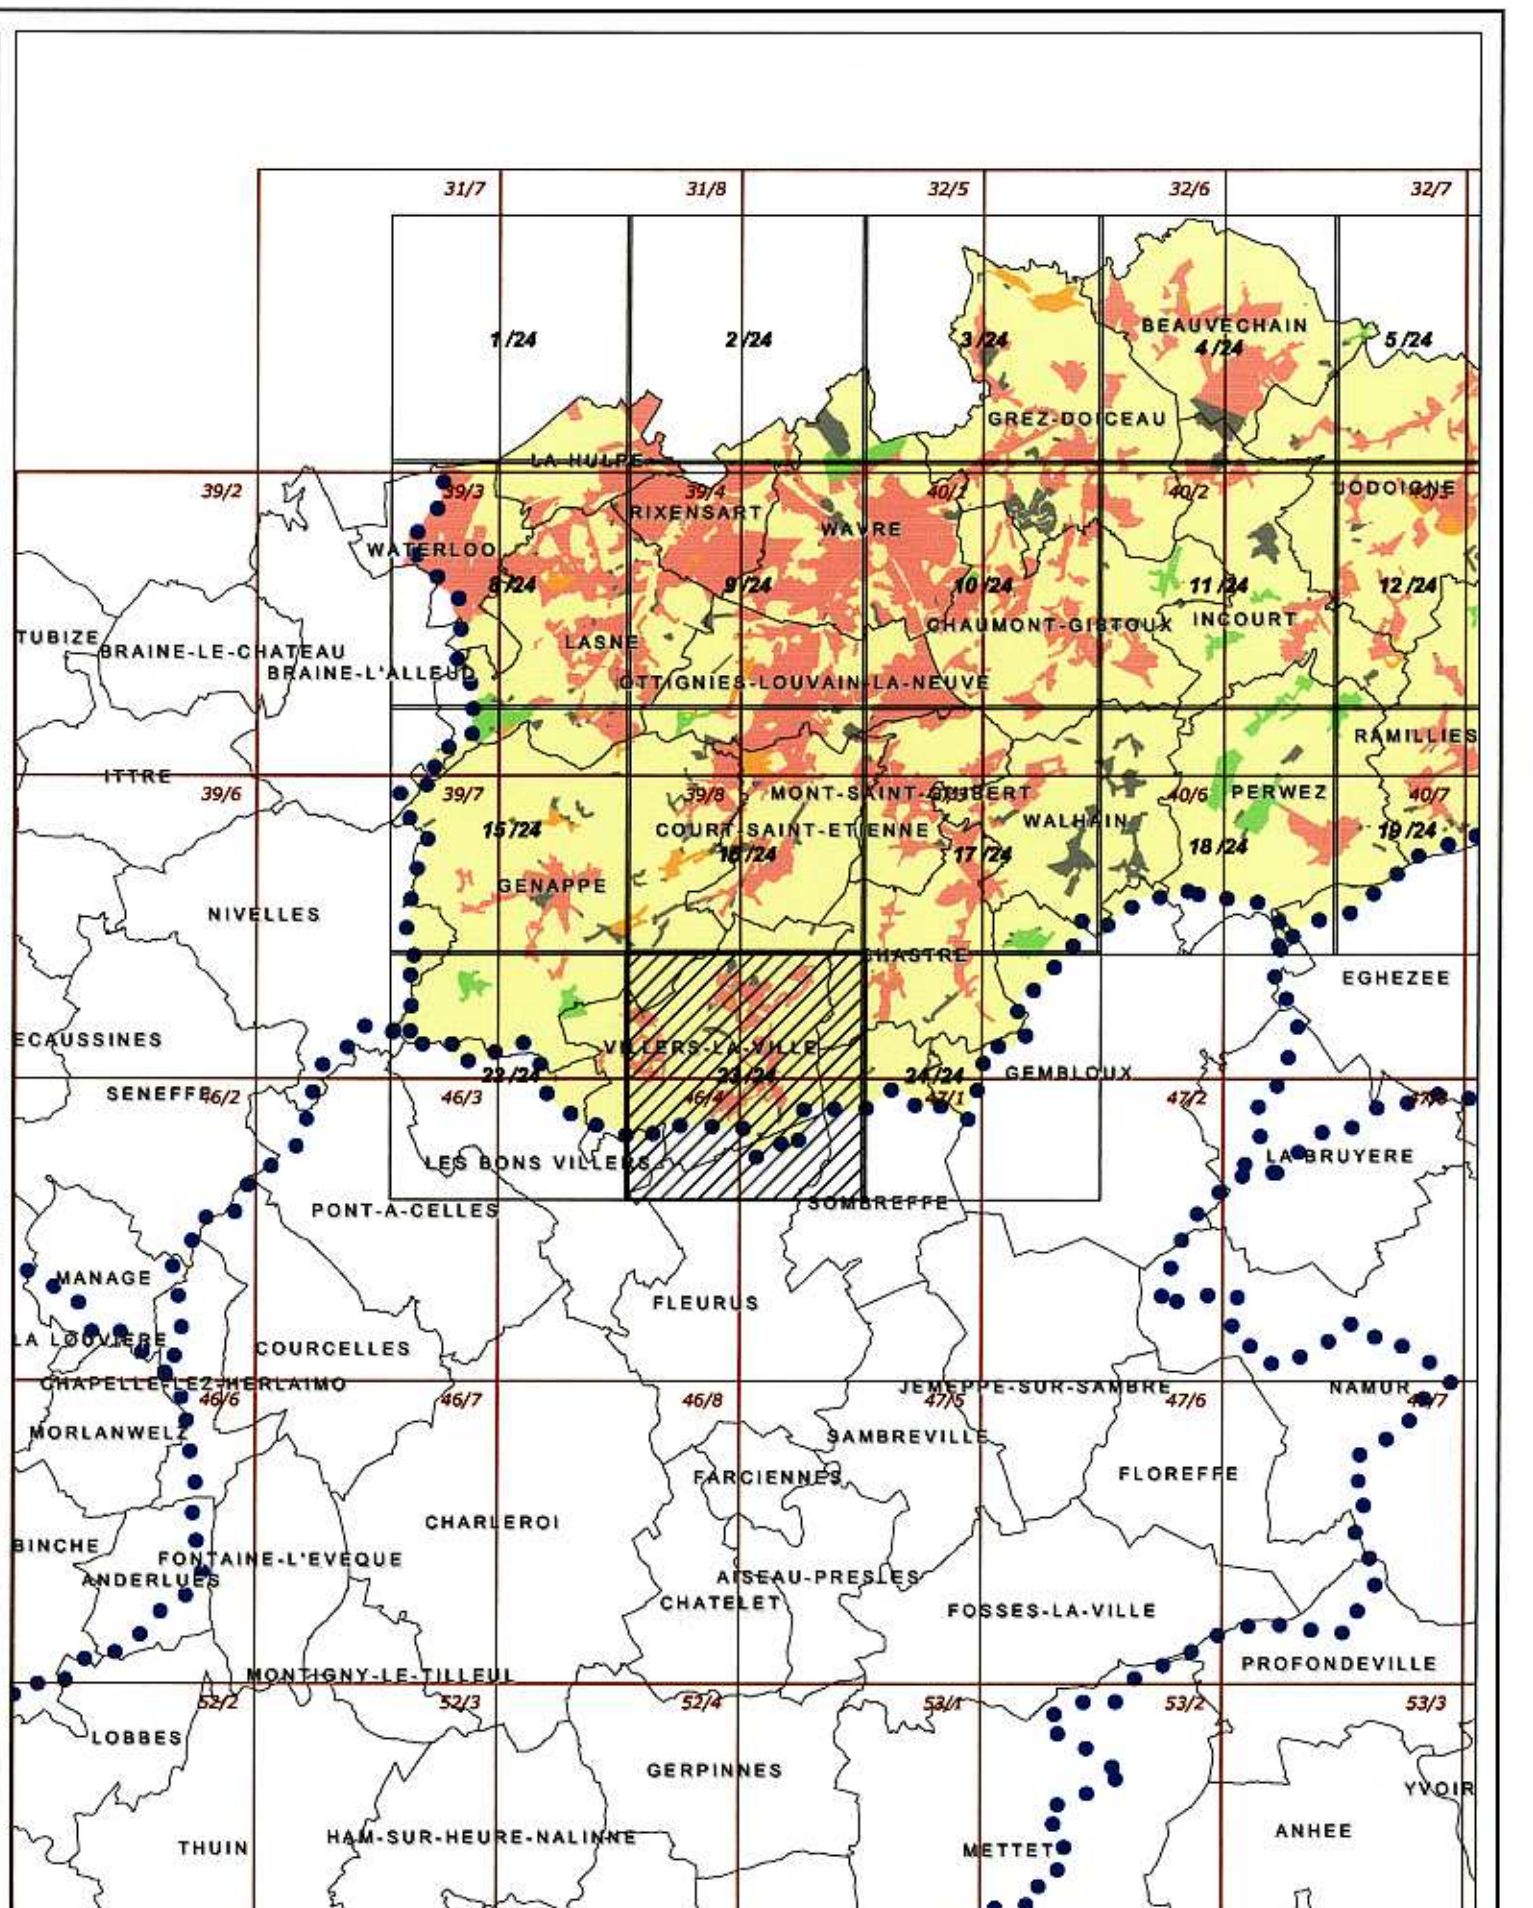 31/7 31/8 32/5 32/6 32/7
BEAUVECHAIN
1/24 2/24 3/24 4/24 5/24
GREZ-DOICEAU
LA HULPE
39/2 39/3 39/4 40/1 40/2 JODOIGNE
RIXENSART WAVRE
WATERLOO
8/24 9/24 10/24 11/24 12/24
CHAUMONT-GISTOUX INCOURT
TUBIZE BRAINE-LE-CHATEAU LASNE
BRAINE-L'ALLEUD OTTIGNIES-LOUVAIN-LA-NEUVE
RAMILLIES
ITTRE
39/6 39/7 39/8 MONT-SAINT-GUIBERT 40/6 PERWEZ 40/7
15/24 COURT-SAINT-ETIENNE WALHAIN 19/24
16/24 17/24 18/24
GENAPPE
NIVELLES
CHASTRE
EGHEZEE
ECAUSSINES VILLERS-LA-VILLE
22/24 23/24 24/24 GEMBLOUX
SENEFFE 46/2 46/3 46/4 47/1 47/2 47/3
LES BONS VILLERS LA BRUYERE
PONT-A-CELLES SOMBREFFE
MANAGE
FLEURUS
LA LOUVIERE COURCELLES
CHAPELLE-LEZ-HERLAIMO JEMEPPE-SUR-SAMBRE NAMUR
46/6 46/7 46/8 47/5 47/6 47/7
MORLANWELZ SAMBREVILLE
FARCIENNES FLOREFFE
CHARLEROI
BINCHE FONTAINE-L'EVEQUE
ANDERLUES AISEAU-PRESLES
CHATELET FOSSES-LA-VILLE
MONTIGNY-LE-TILLEUL PROFONDEVILLE
52/2 52/3 52/4 53/1 53/2 53/3
LOBBES
GERPINNES
YVOIR
THUIN HAM-SUR-HEURE-NALINNE METTET ANHEE